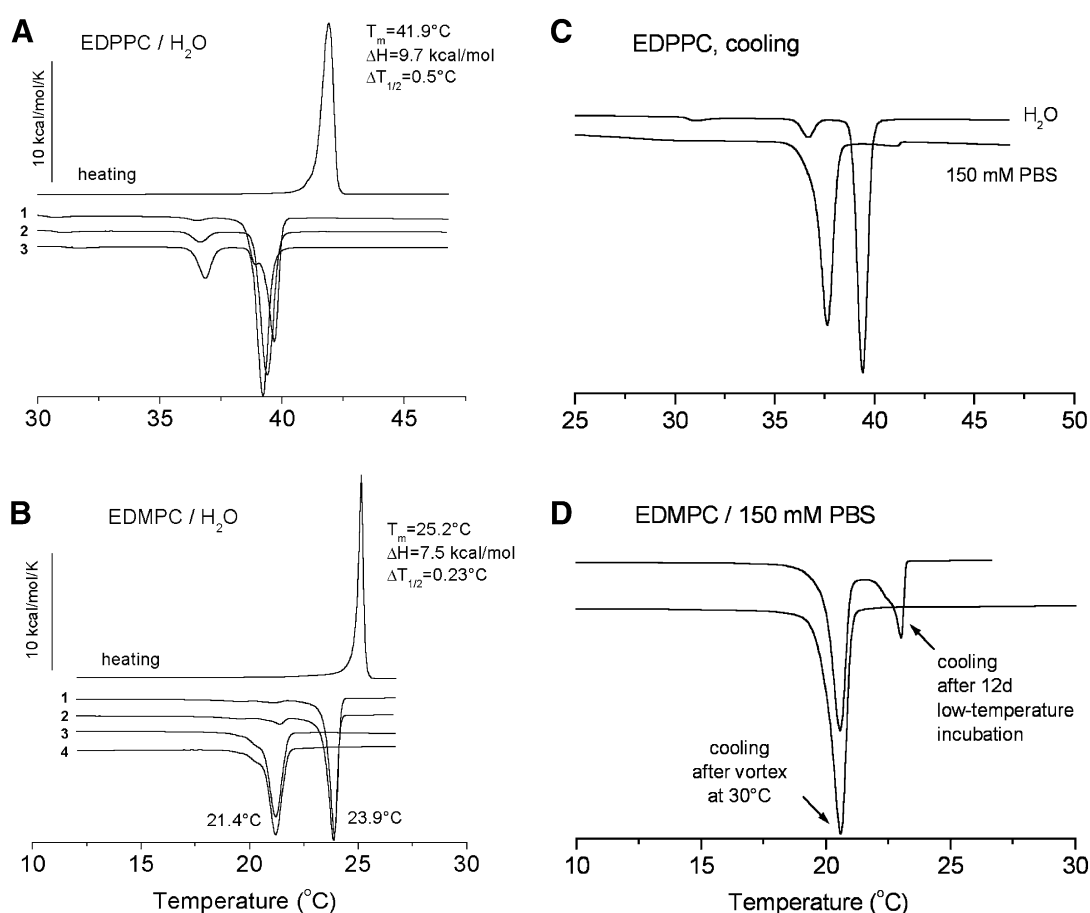 A
EDPPC / H₂O
Tₘ=41.9°C
ΔH=9.7 kcal/mol
ΔT₁/₂=0.5°C
10 kcal/mol/K
heating
1
2
3
30 35 40 45
C
EDPPC, cooling
H₂O
150 mM PBS
25 30 35 40 45 50
B
EDMPC / H₂O
Tₘ=25.2°C
ΔH=7.5 kcal/mol
ΔT₁/₂=0.23°C
10 kcal/mol/K
heating
1
2
3
4
21.4°C
23.9°C
10 15 20 25 30
Temperature (°C)
D
EDMPC / 150 mM PBS
cooling
after 12d
low-temperature
incubation
cooling
after vortex
at 30°C
10 15 20 25 30
Temperature (°C)